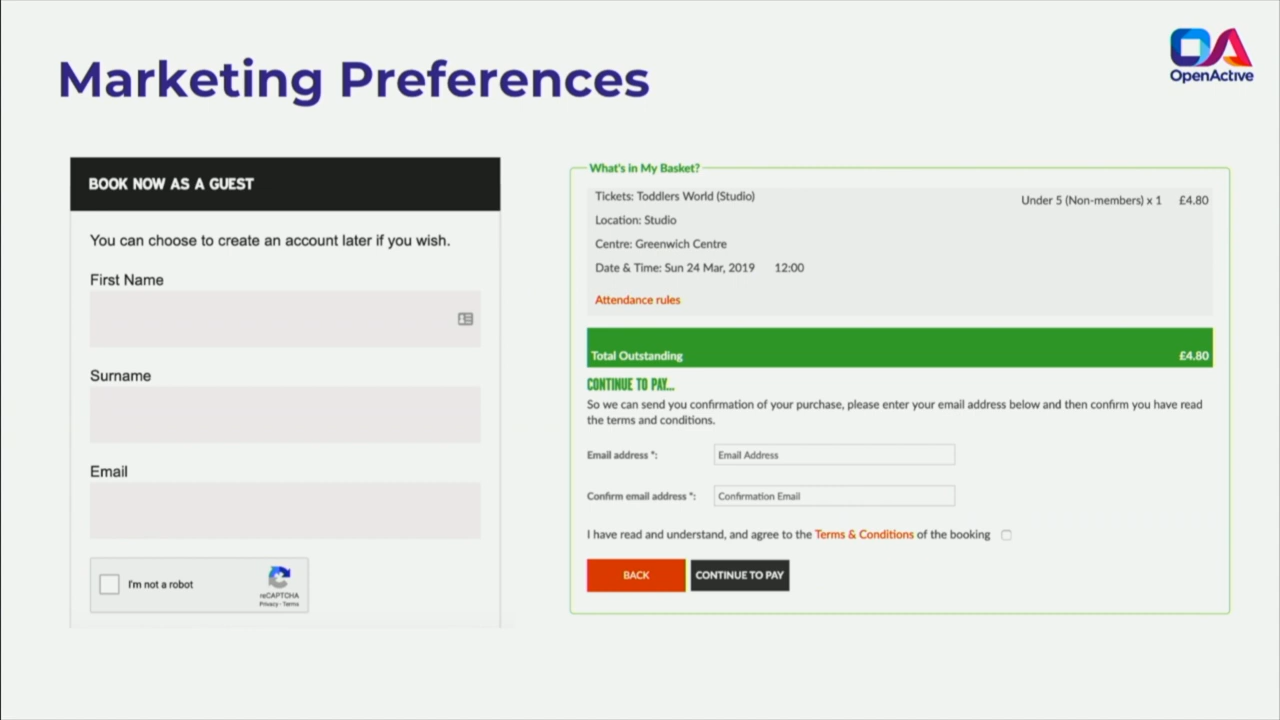 Marketing Preferences
OpenActive
BOOK NOW AS A GUEST
You can choose to create an account later if you wish.
First Name
Surname
Email
I'm not a robot
reCAPTCHA
Privacy - Terms
What's in My Basket?
Tickets: Toddlers World (Studio)
Under 5 (Non-members) x 1 £4.80
Location: Studio
Centre: Greenwich Centre
Date & Time: Sun 24 Mar, 2019 12:00
Attendance rules
Total Outstanding £4.80
CONTINUE TO PAY...
So we can send you confirmation of your purchase, please enter your email address below and then confirm you have read
the terms and conditions.
Email address *: Email Address
Confirm email address *: Confirmation Email
I have read and understand, and agree to the Terms & Conditions of the booking
BACK CONTINUE TO PAY